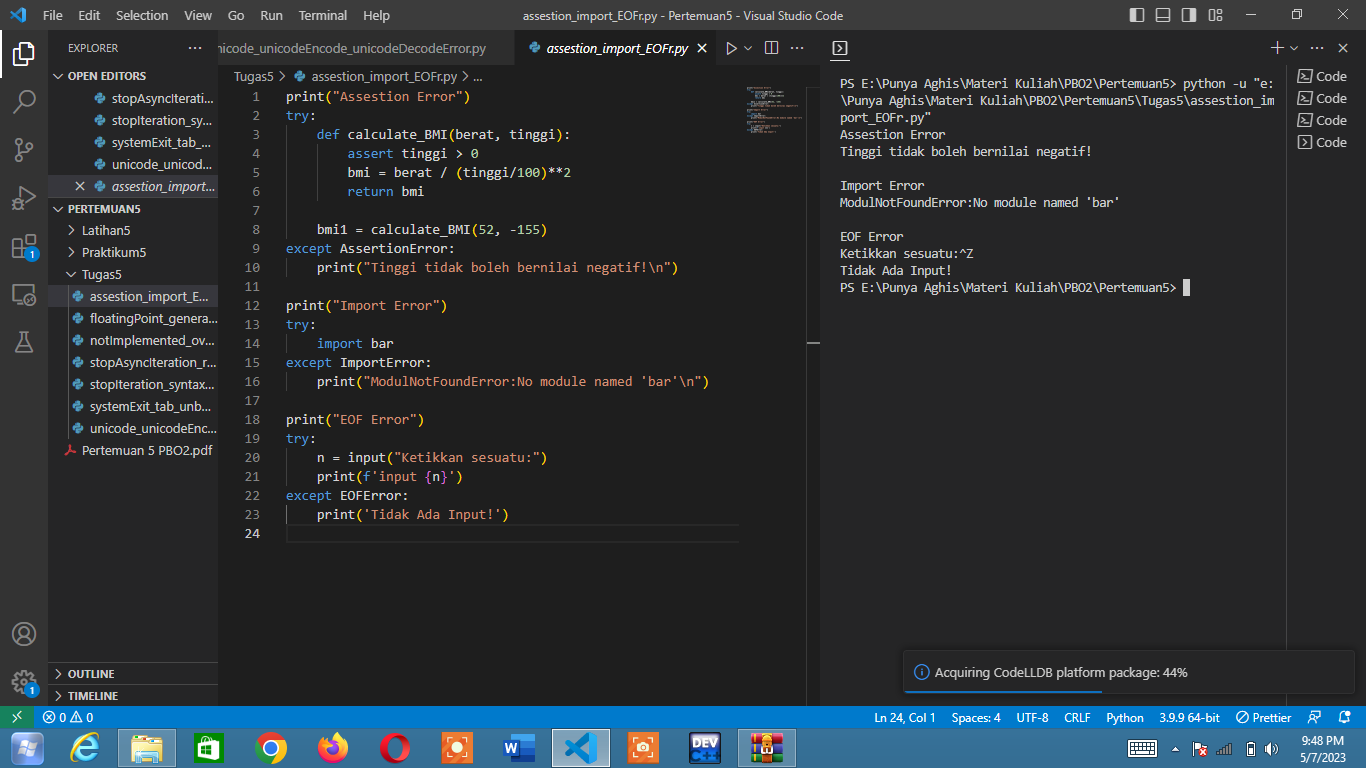 File Edit Selection View Go Run Terminal Help
assestion_import_EOFr.py - Pertemuan5 - Visual Studio Code
EXPLORER
OPEN EDITORS
stopAsyncIterati...
stopIteration_sy...
systemExit_tab_...
unicode_unicod...
assestion_import...
PERTEMUAN5
Latihan5
Praktikum5
Tugas5
assestion_import_E...
floatingPoint_genera...
notImplemented_ov...
stopAsyncIteration_r...
stopIteration_syntax...
systemExit_tab_unb...
unicode_unicodeEnc...
Pertemuan 5 PBO2.pdf
OUTLINE
TIMELINE
nicode_unicodeEncode_unicodeDecodeError.py
assestion_import_EOFr.py
Tugas5 > assestion_import_EOFr.py > ...
1 print("Assestion Error")
2 try:
3 def calculate_BMI(berat, tinggi):
4 assert tinggi > 0
5 bmi = berat / (tinggi/100)**2
6 return bmi
7
8 bmi1 = calculate_BMI(52, -155)
9 except AssertionError:
10 print("Tinggi tidak boleh bernilai negatif!\n")
11
12 print("Import Error")
13 try:
14 import bar
15 except ImportError:
16 print("ModulNotFoundError:No module named 'bar'\n")
17
18 print("EOF Error")
19 try:
20 n = input("Ketikkan sesuatu:")
21 print(f'input {n}')
22 except EOFError:
23 print('Tidak Ada Input!')
24
PS E:\Punya Aghis\Materi Kuliah\PBO2\Pertemuan5> python -u "e:
\Punya Aghis\Materi Kuliah\PBO2\Pertemuan5\Tugas5\assestion_im
port_EOFr.py"
Assestion Error
Tinggi tidak boleh bernilai negatif!
Import Error
ModulNotFoundError:No module named 'bar'
EOF Error
Ketikkan sesuatu:^Z
Tidak Ada Input!
PS E:\Punya Aghis\Materi Kuliah\PBO2\Pertemuan5>
Code
Code
Code
Code
Acquiring CodeLLDB platform package: 44%
1
1
0 0
Ln 24, Col 1 Spaces: 4 UTF-8 CRLF Python 3.9.9 64-bit Prettier
W
DEV
C++
9:48 PM
5/7/2023